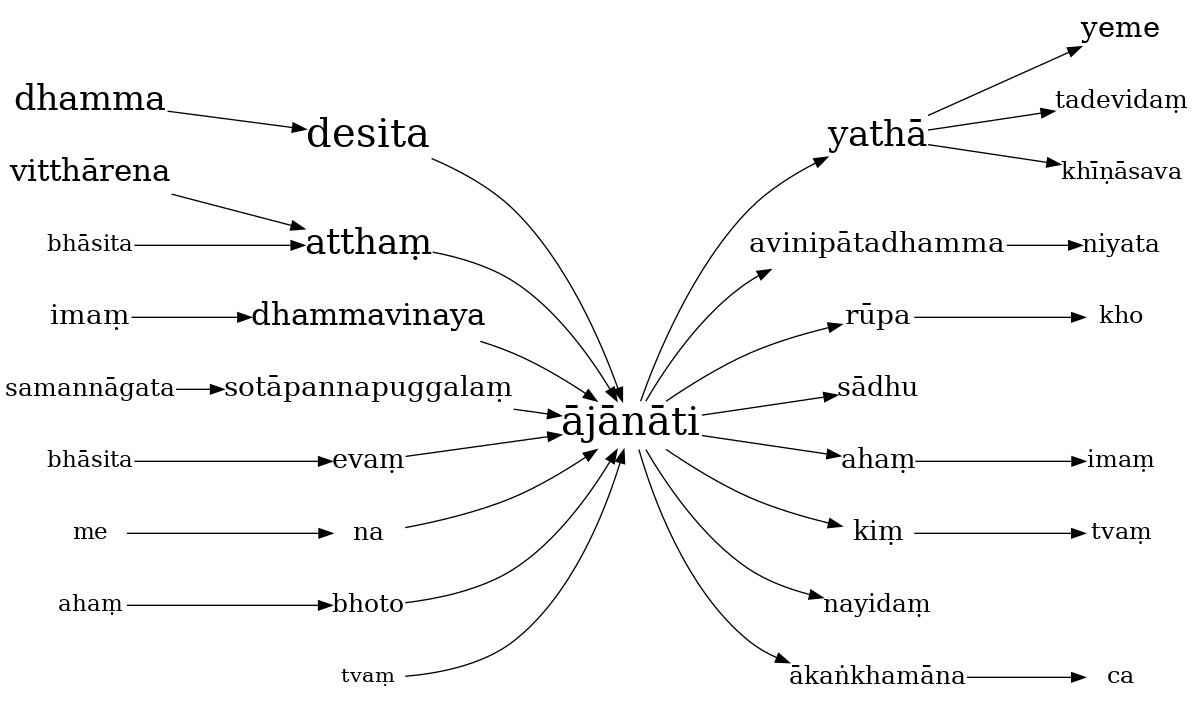 yeme
dhamma
tadevidaṃ
desita
yathā
vitthārena
khīṇāsava
bhāsita
atthaṃ
avinipātadhamma
niyata
imaṃ
dhammavinaya
rūpa
kho
samannāgata
sotāpannapuggalaṃ
sādhu
ājānāti
bhāsita
evaṃ
ahaṃ
imaṃ
me
na
kiṃ
tvaṃ
ahaṃ
bhoto
nayidaṃ
tvaṃ
ākaṅkhamāna
ca